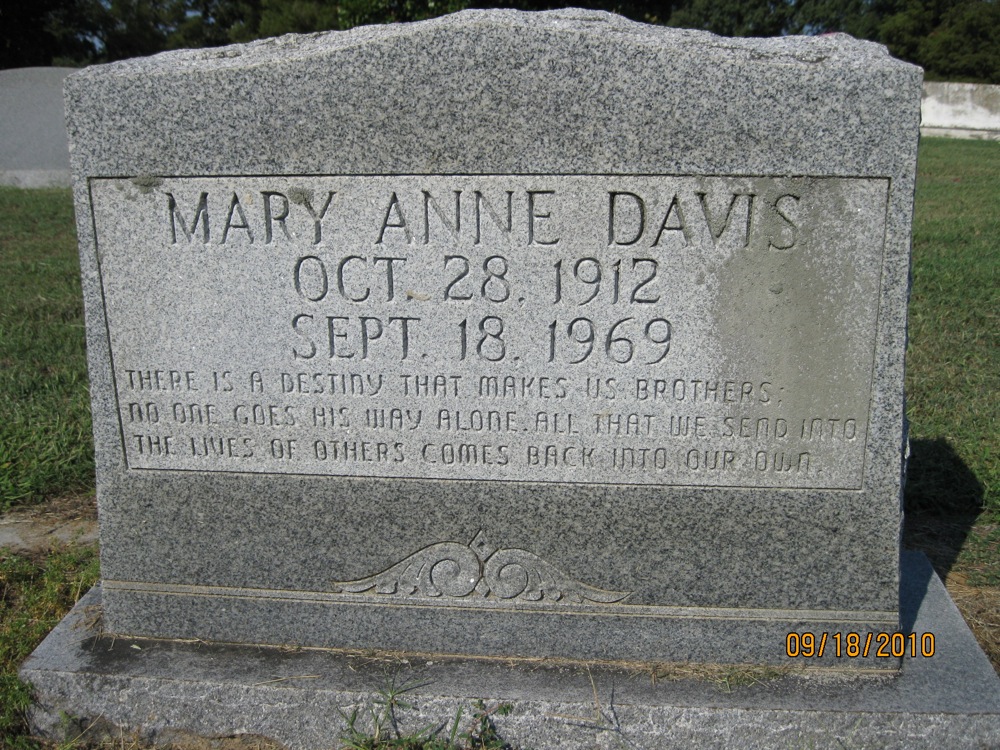 MARY ANNE DAVIS
OCT. 28, 1912
SEPT. 18, 1969
THERE IS A DESTINY THAT MAKES US BROTHERS;
NO ONE GOES HIS WAY ALONE. ALL THAT WE SEND INTO
THE LIVES OF OTHERS COMES BACK INTO OUR OWN.
09/18/2010